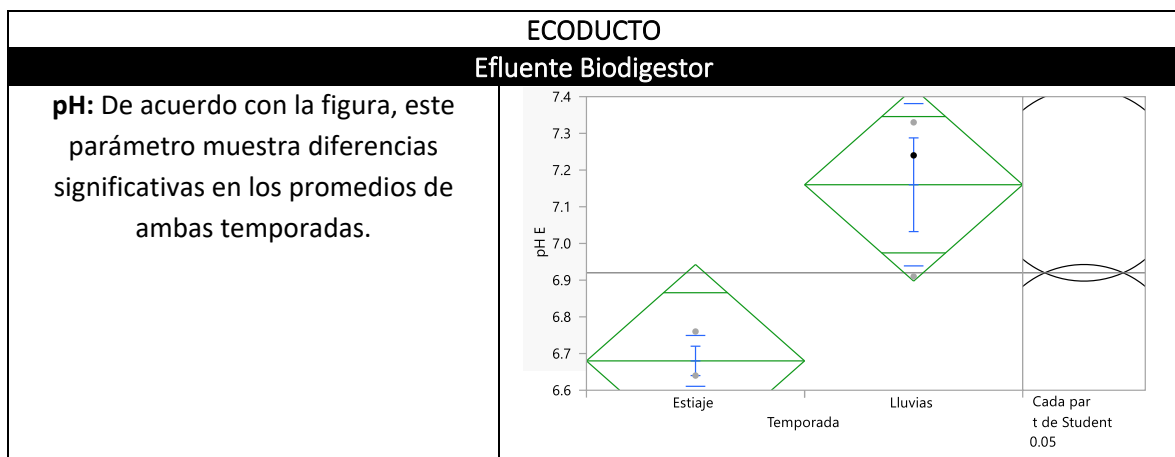 ECODUCTO
Efluente Biodigestor
pH: De acuerdo con la figura, este
parámetro muestra diferencias
significativas en los promedios de
ambas temporadas.
7.4
7.3
7.2
7.1
7.0
6.9
6.8
6.7
6.6
pH E
Estiaje
Lluvias
Temporada
Cada par
t de Student
0.05